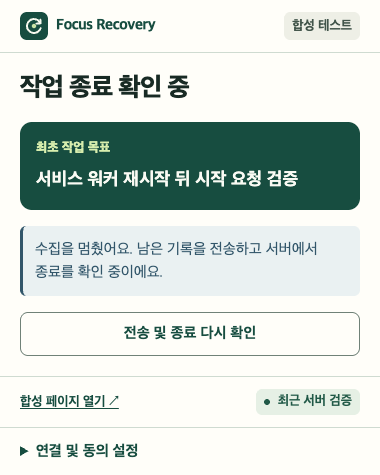 Focus Recovery
합성 테스트
작업 종료 확인 중
최초 작업 목표
서비스 워커 재시작 뒤 시작 요청 검증
수집을 멈췄어요. 남은 기록을 전송하고 서버에서
종료를 확인 중이에요.
전송 및 종료 다시 확인
합성 페이지 열기 ↗
최근 서버 검증
연결 및 동의 설정